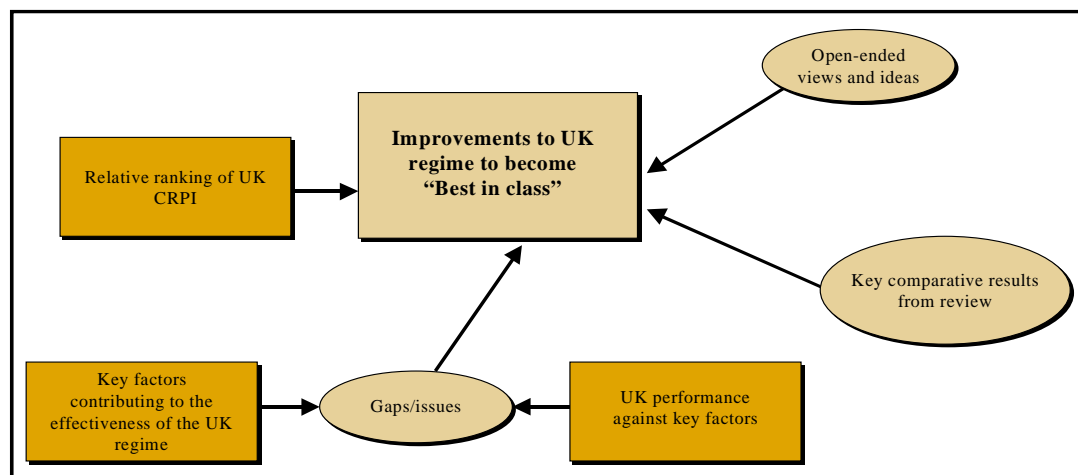 Open-ended
views and ideas
Improvements to UK
regime to become
“Best in class”
Relative ranking of UK
CRPI
Key comparative results
from review
Key factors
contributing to the
effectiveness of the UK
regime
Gaps/issues
UK performance
against key factors